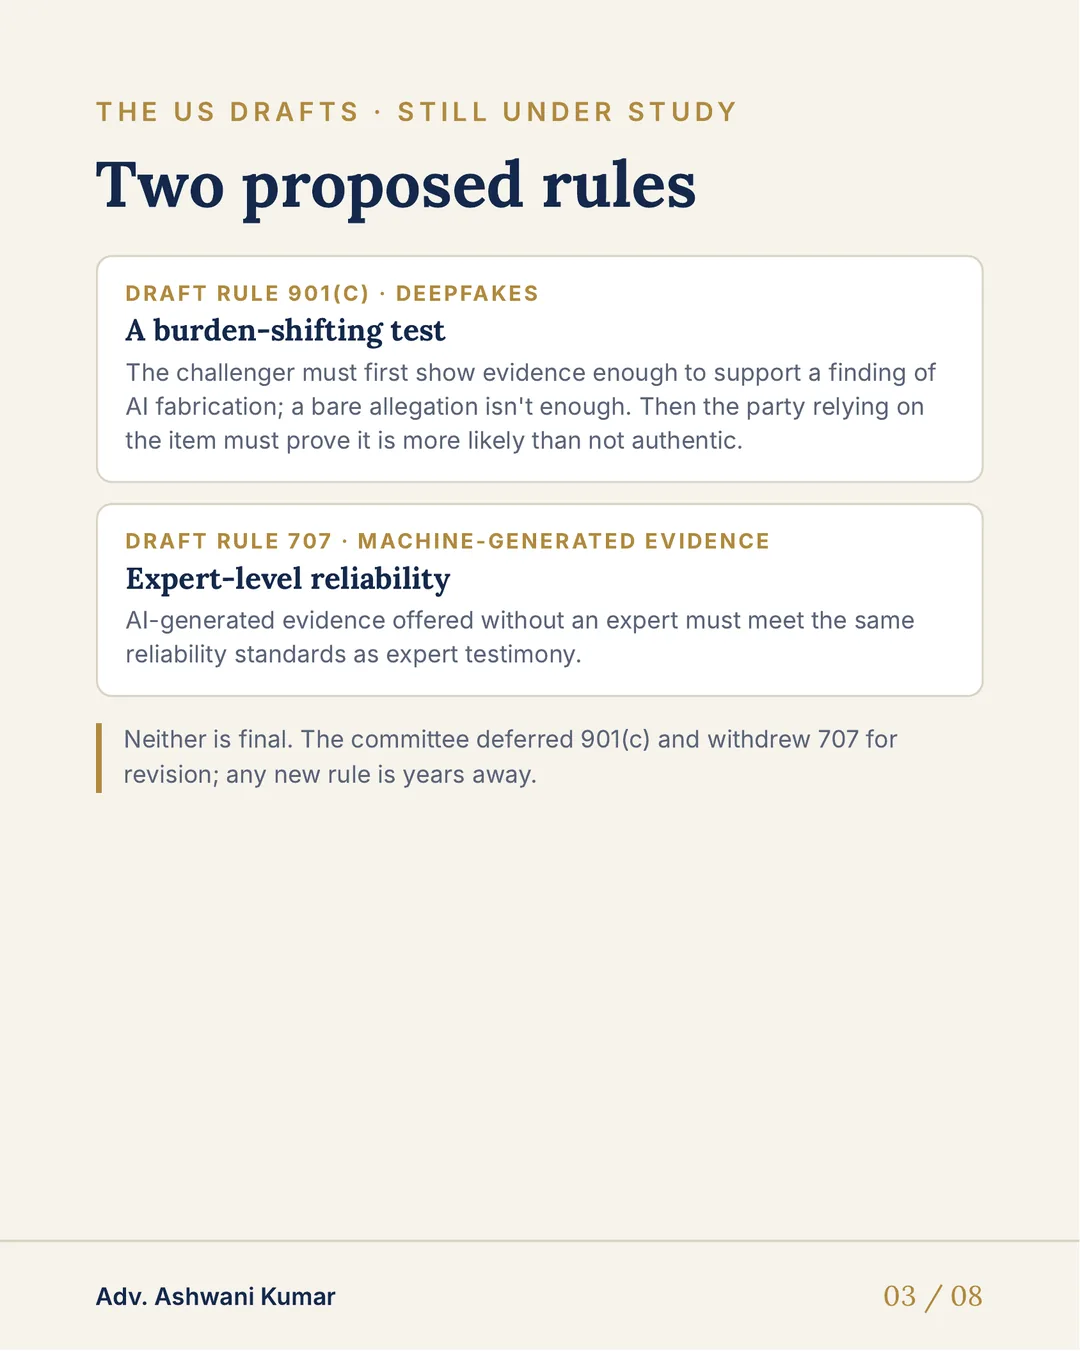 THE US DRAFTS · STILL UNDER STUDY
Two proposed rules
DRAFT RULE 901(C) · DEEPFAKES
A burden-shifting test
The challenger must first show evidence enough to support a finding of
AI fabrication; a bare allegation isn't enough. Then the party relying on
the item must prove it is more likely than not authentic.
DRAFT RULE 707 · MACHINE-GENERATED EVIDENCE
Expert-level reliability
AI-generated evidence offered without an expert must meet the same
reliability standards as expert testimony.
Neither is final. The committee deferred 901(c) and withdrew 707 for
revision; any new rule is years away.
Adv. Ashwani Kumar
03 / 08